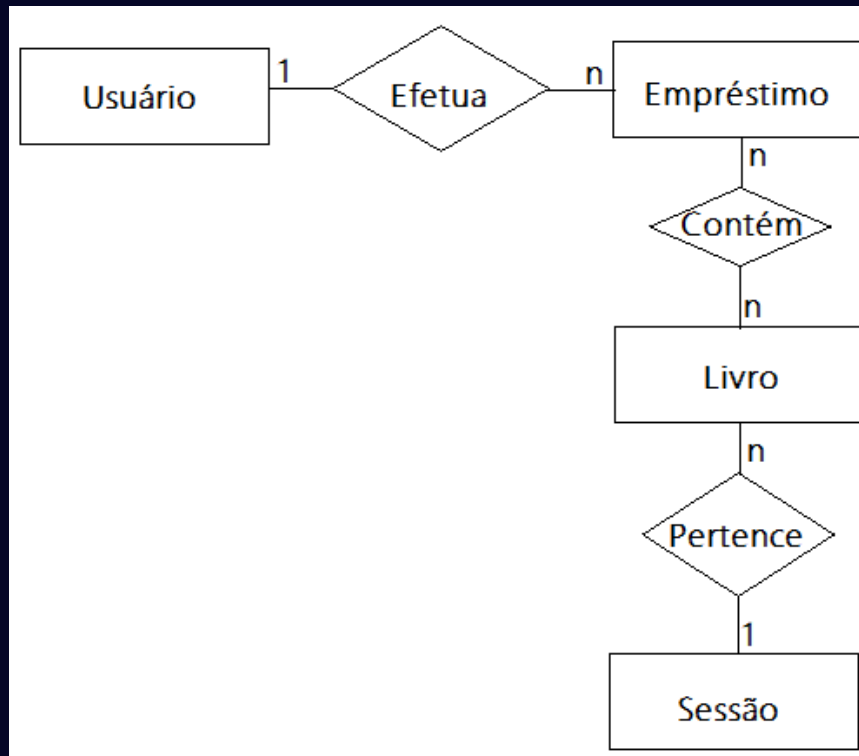 Usuário
1
Efetua
n
Empréstimo
n
Contém
n
Livro
n
Pertence
1
Sessão